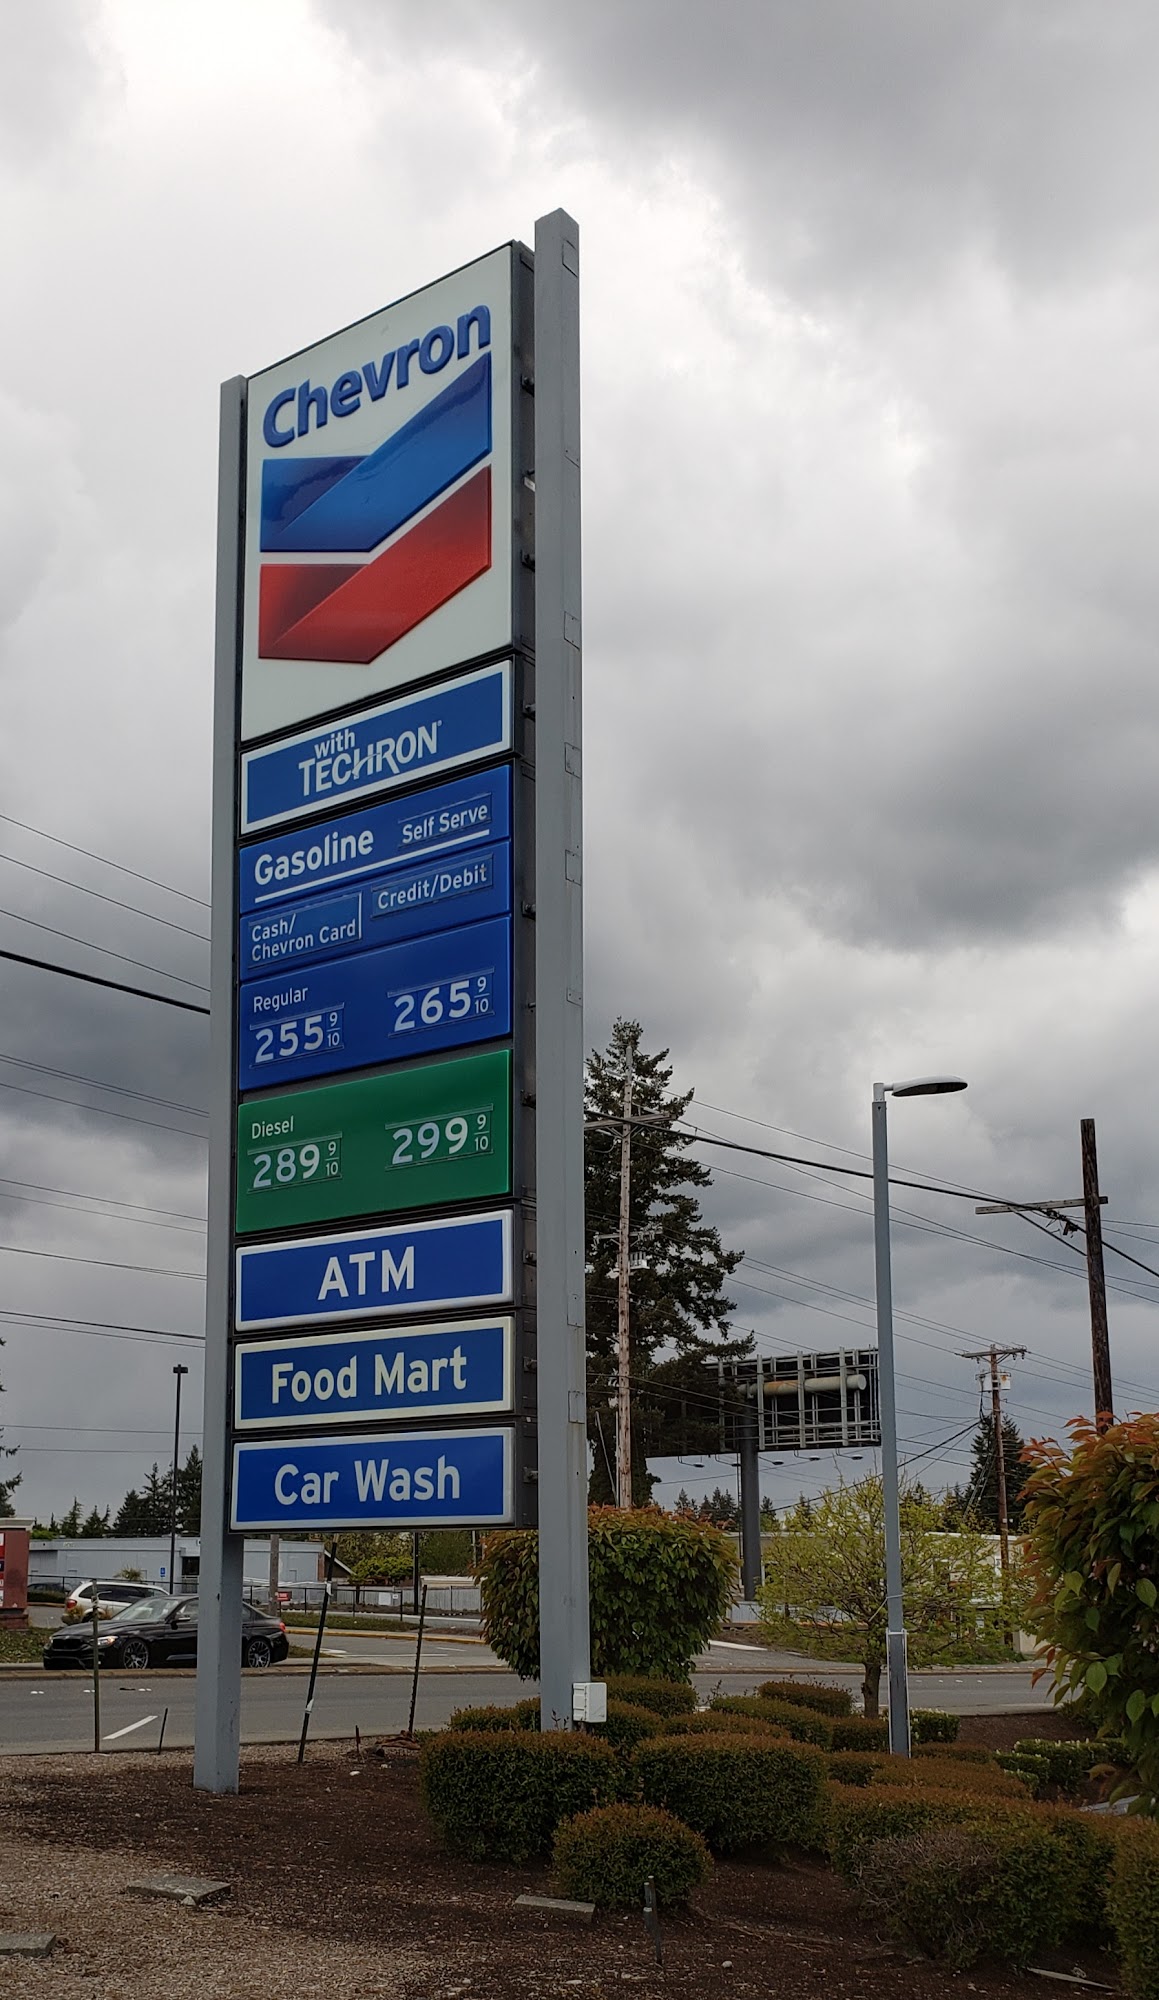 Chevron
with
TECHRON
Gasoline Self Serve
Cash/
Chevron Card
Credit/Debit
Regular
255 9/10 265 9/10
Diesel
289 9/10 299 9/10
ATM
Food Mart
Car Wash